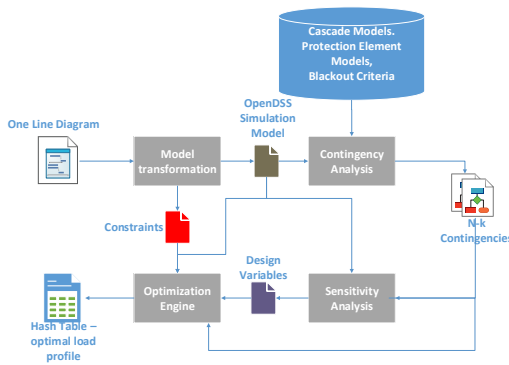 Cascade Models.
Protection Element
Models,
Blackout Criteria
OpenDSS
Simulation
Model
One Line Diagram
Model
transformation
Contingency
Analysis
N-k
Contingencies
Constraints
Design
Variables
Optimization
Engine
Sensitivity
Analysis
Hash Table –
optimal load
profile